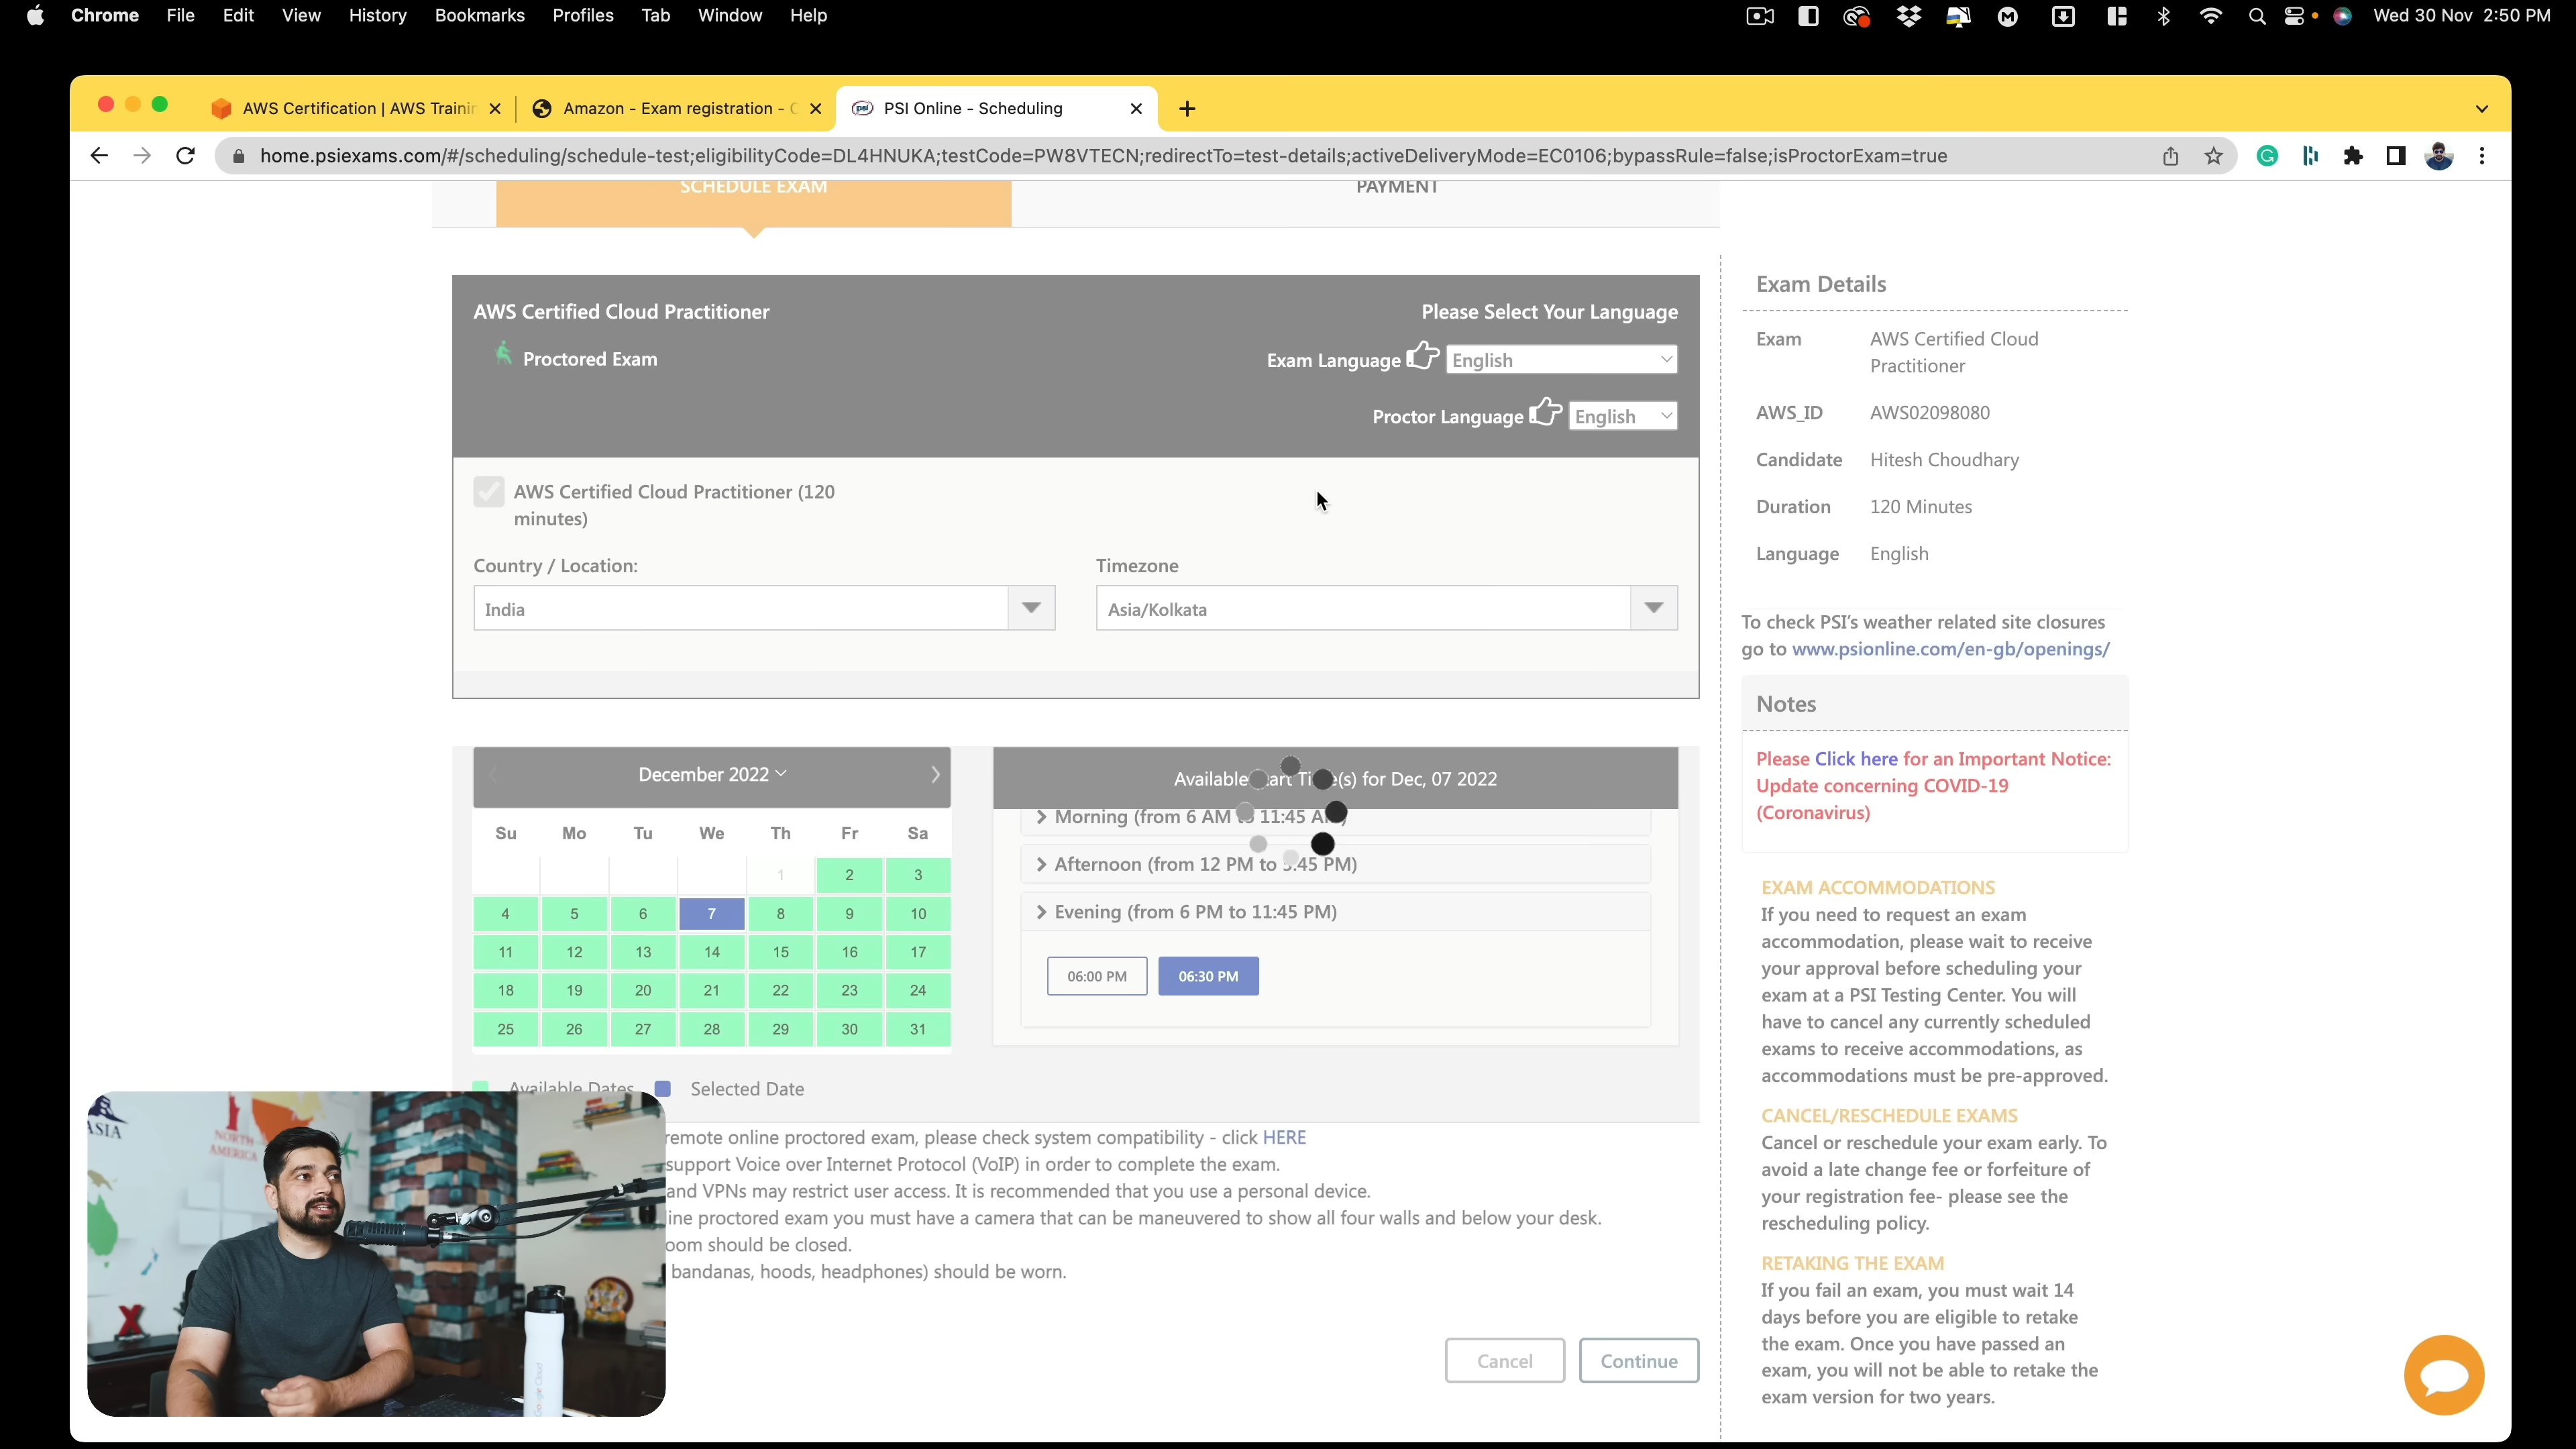 Chrome File Edit View History Bookmarks Profiles Tab Window Help
Wed 30 Nov 2:50 PM
AWS Certification | AWS Trainin
Amazon - Exam registration - C
PSI Online - Scheduling
home.psiexams.com/#/scheduling/schedule-test;eligibilityCode=DL4HNUKA;testCode=PW8VTECN;redirectTo=test-details;activeDeliveryMode=EC0106;bypassRule=false;isProctorExam=true
SCHEDULE EXAM
PAYMENT
AWS Certified Cloud Practitioner
Please Select Your Language
Proctored Exam
Exam Language English
Proctor Language English
AWS Certified Cloud Practitioner (120
minutes)
Country / Location:
Timezone
India
Asia/Kolkata
December 2022
Su Mo Tu We Th Fr Sa
1 2 3
4 5 6 7 8 9 10
11 12 13 14 15 16 17
18 19 20 21 22 23 24
25 26 27 28 29 30 31
Available Dates Selected Date
Available for Dec, 07 2022
Morning (from 6 AM 11:45
Afternoon (from 12 PM to PM)
Evening (from 6 PM to 11:45 PM)
06:00 PM
06:30 PM
remote online proctored exam, please check system compatibility - click HERE
support Voice over Internet Protocol (VoIP) in order to complete the exam.
and VPNs may restrict user access. It is recommended that you use a personal device.
ine proctored exam you must have a camera that can be maneuvered to show all four walls and below your desk.
oom should be closed.
bandanas, hoods, headphones) should be worn.
Cancel
Continue
Exam Details
Exam AWS Certified Cloud
Practitioner
AWS_ID AWS02098080
Candidate Hitesh Choudhary
Duration 120 Minutes
Language English
To check PSI's weather related site closures
go to www.psionline.com/en-gb/openings/
Notes
Please Click here for an Important Notice:
Update concerning COVID-19
(Coronavirus)
EXAM ACCOMMODATIONS
If you need to request an exam
accommodation, please wait to receive
your approval before scheduling your
exam at a PSI Testing Center. You will
have to cancel any currently scheduled
exams to receive accommodations, as
accommodations must be pre-approved.
CANCEL/RESCHEDULE EXAMS
Cancel or reschedule your exam early. To
avoid a late change fee or forfeiture of
your registration fee- please see the
rescheduling policy.
RETAKING THE EXAM
If you fail an exam, you must wait 14
days before you are eligible to retake
the exam. Once you have passed an
exam, you will not be able to retake the
exam version for two years.
ASIA
NORTH
AMERICA
Google Cloud